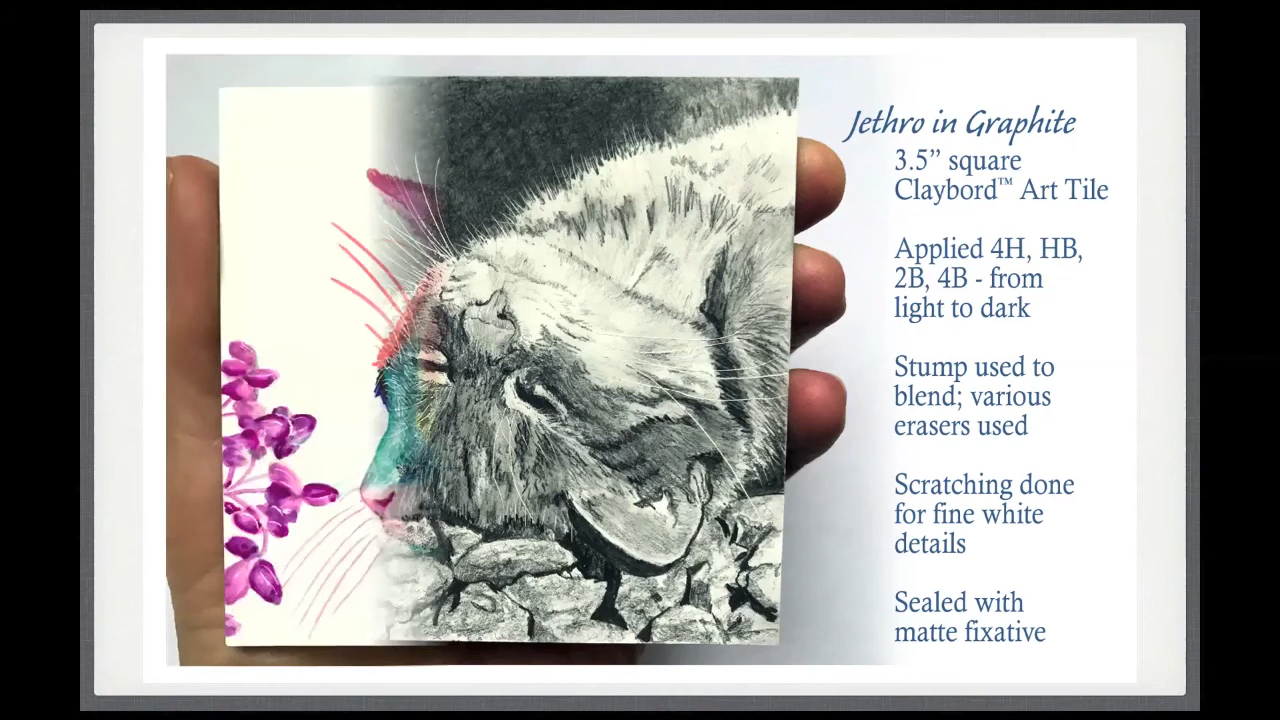 Jethro in Graphite
3.5” square
Claybord™ Art Tile
Applied 4H, HB,
2B, 4B - from
light to dark
Stump used to
blend; various
erasers used
Scratching done
for fine white
details
Sealed with
matte fixative